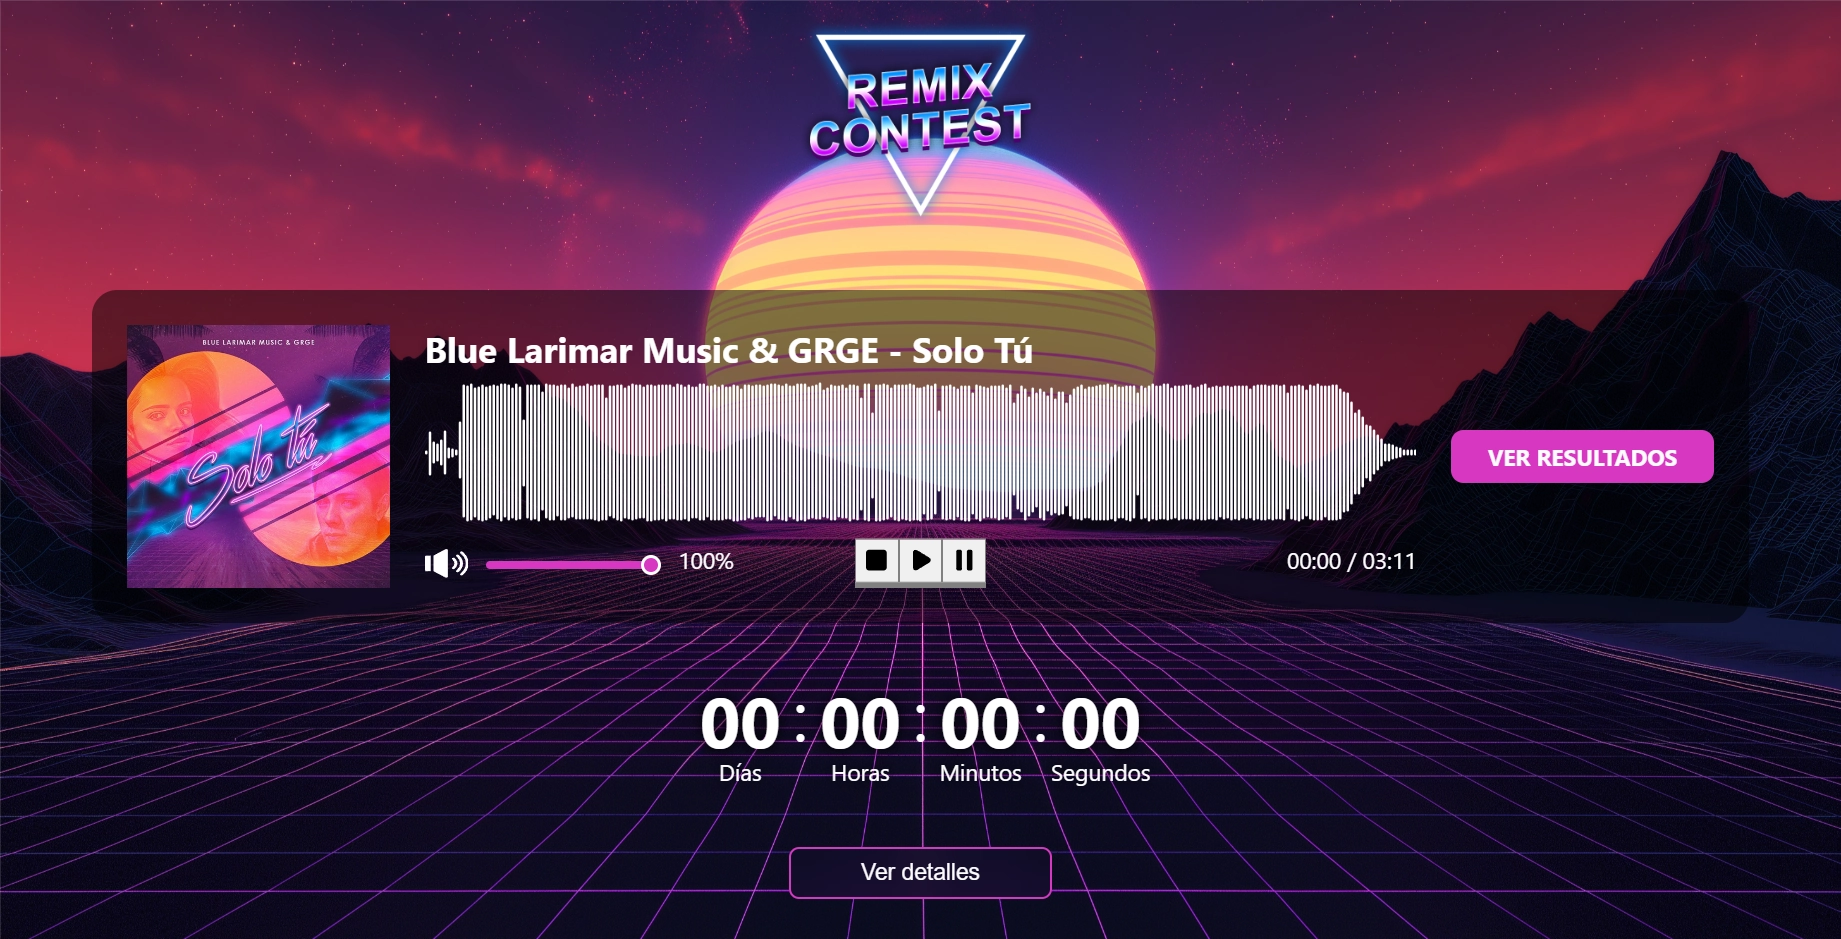 REMIX
CONTEST
BLUE LARIMAR MUSIC & GRGE
Solo tú
Blue Larimar Music & GRGE - Solo Tú
VER RESULTADOS
100%
00:00 / 03:11
00 : 00 : 00 : 00
Días Horas Minutos Segundos
Ver detalles